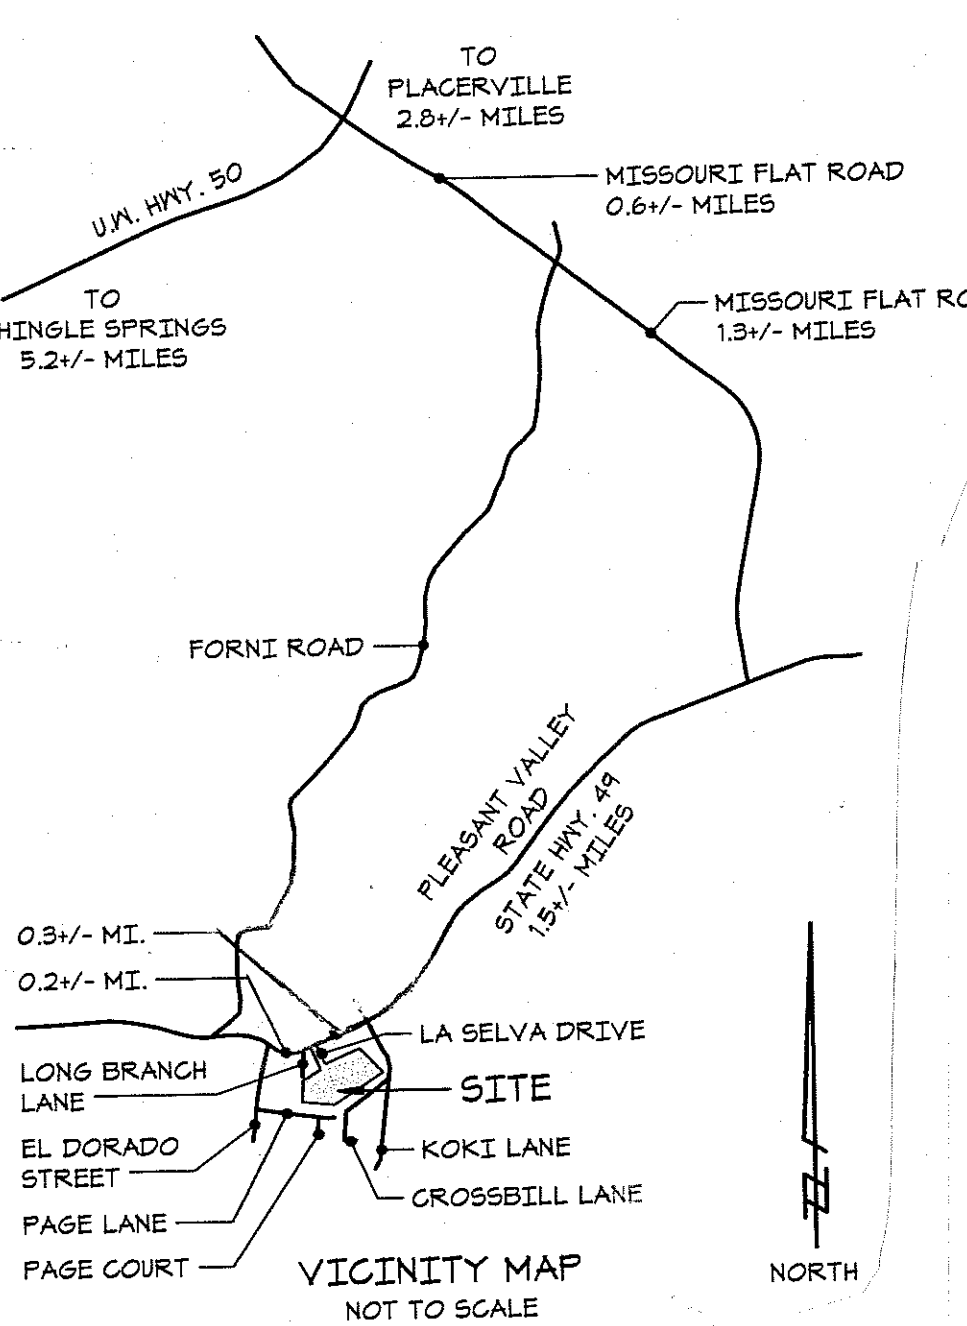 TO
PLACERVILLE
2.8+/- MILES
MISSOURI FLAT ROAD
0.6+/- MILES
U.W. HWY. 50
TO
HINGLE SPRINGS
5.2+/- MILES
MISSOURI FLAT RO
1.3+/- MILES
FORNI ROAD
PLEASANT VALLEY
ROAD
STATE HWY. 49
1.5+/- MILES
0.3+/- MI.
0.2+/- MI.
LA SELVA DRIVE
LONG BRANCH
LANE
SITE
EL DORADO
STREET
KOKI LANE
CROSSBILL LANE
PAGE LANE
PAGE COURT
VICINITY MAP
NOT TO SCALE
NORTH